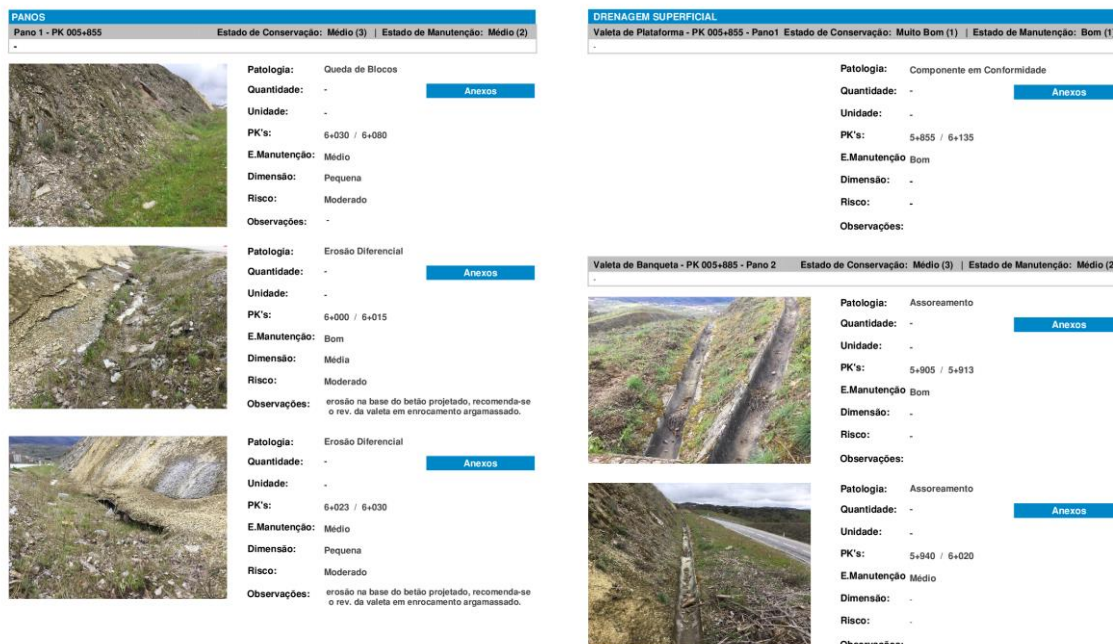 PANOS
Pano 1 - PK 005+855 Estado de Conservação: Médio (3) | Estado de Manutenção: Médio (2)
-
Patologia: Queda de Blocos
Quantidade: - Anexos
Unidade: -
PK's: 6+030 / 6+080
E.Manutenção: Médio
Dimensão: Pequena
Risco: Moderado
Observações: -
Patologia: Erosão Diferencial
Quantidade: - Anexos
Unidade: -
PK's: 6+000 / 6+015
E.Manutenção: Bom
Dimensão: Média
Risco: Moderado
Observações: erosão na base do betão projetado, recomenda-se
o rev. da valeta em enrocamento argamassado.
Patologia: Erosão Diferencial
Quantidade: - Anexos
Unidade: -
PK's: 6+023 / 6+030
E.Manutenção: Médio
Dimensão: Pequena
Risco: Moderado
Observações: erosão na base do betão projetado, recomenda-se
o rev. da valeta em enrocamento argamassado.
DRENAGEM SUPERFICIAL
Valeta de Plataforma - PK 005+855 - Pano1 Estado de Conservação: Muito Bom (1) | Estado de Manutenção: Bom (1)
-
Patologia: Componente em Conformidade
Quantidade: - Anexos
Unidade: -
PK's: 5+855 / 6+135
E.Manutenção Bom
Dimensão: -
Risco: -
Observações:
Valeta de Banqueta - PK 005+885 - Pano 2 Estado de Conservação: Médio (3) | Estado de Manutenção: Médio (2
-
Patologia: Assoreamento
Quantidade: - Anexos
Unidade: -
PK's: 5+905 / 5+913
E.Manutenção Bom
Dimensão: -
Risco: -
Observações:
Patologia: Assoreamento
Quantidade: - Anexos
Unidade: -
PK's: 5+940 / 6+020
E.Manutenção Médio
Dimensão: -
Risco: -
Observações: